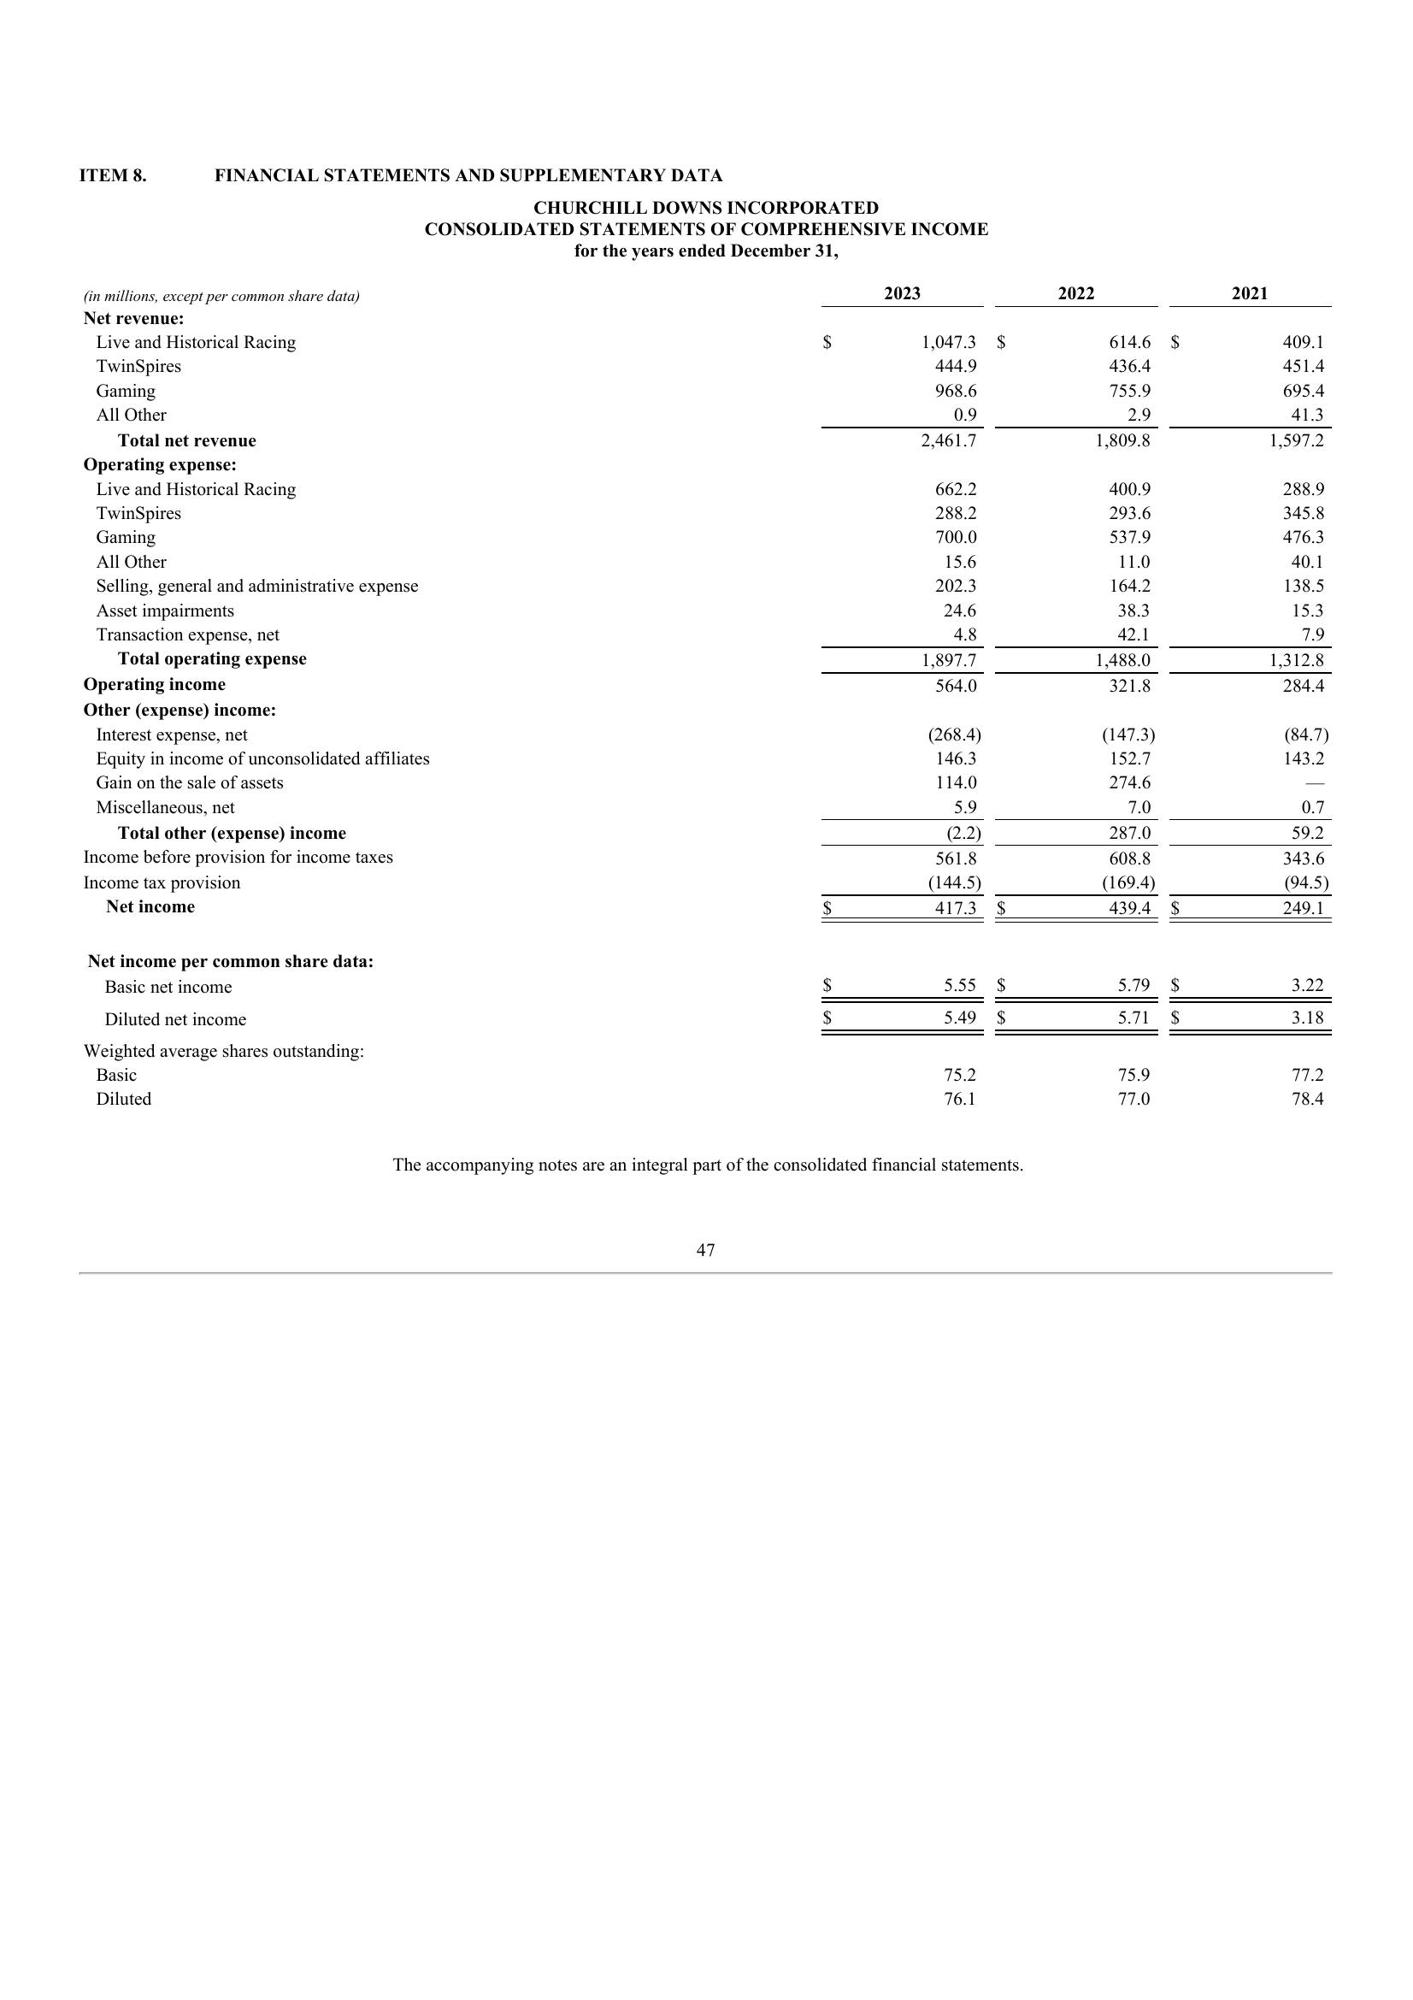 ITEM 8. FINANCIAL STATEMENTS AND SUPPLEMENTARY DATA
CHURCHILL DOWNS INCORPORATED
CONSOLIDATED STATEMENTS OF COMPREHENSIVE INCOME
for the years ended December 31,
(in millions, except per common share data) 2023 2022 2021
Net revenue:
Live and Historical Racing $ 1,047.3 $ 614.6 $ 409.1
TwinSpires 444.9 436.4 451.4
Gaming 968.6 755.9 695.4
All Other 0.9 2.9 41.3
Total net revenue 2,461.7 1,809.8 1,597.2
Operating expense:
Live and Historical Racing 662.2 400.9 288.9
TwinSpires 288.2 293.6 345.8
Gaming 700.0 537.9 476.3
All Other 15.6 11.0 40.1
Selling, general and administrative expense 202.3 164.2 138.5
Asset impairments 24.6 38.3 15.3
Transaction expense, net 4.8 42.1 7.9
Total operating expense 1,897.7 1,488.0 1,312.8
Operating income 564.0 321.8 284.4
Other (expense) income:
Interest expense, net (268.4) (147.3) (84.7)
Equity in income of unconsolidated affiliates 146.3 152.7 143.2
Gain on the sale of assets 114.0 274.6 —
Miscellaneous, net 5.9 7.0 0.7
Total other (expense) income (2.2) 287.0 59.2
Income before provision for income taxes 561.8 608.8 343.6
Income tax provision (144.5) (169.4) (94.5)
Net income $ 417.3 $ 439.4 $ 249.1
Net income per common share data:
Basic net income $ 5.55 $ 5.79 $ 3.22
Diluted net income $ 5.49 $ 5.71 $ 3.18
Weighted average shares outstanding:
Basic 75.2 75.9 77.2
Diluted 76.1 77.0 78.4
The accompanying notes are an integral part of the consolidated financial statements.
47